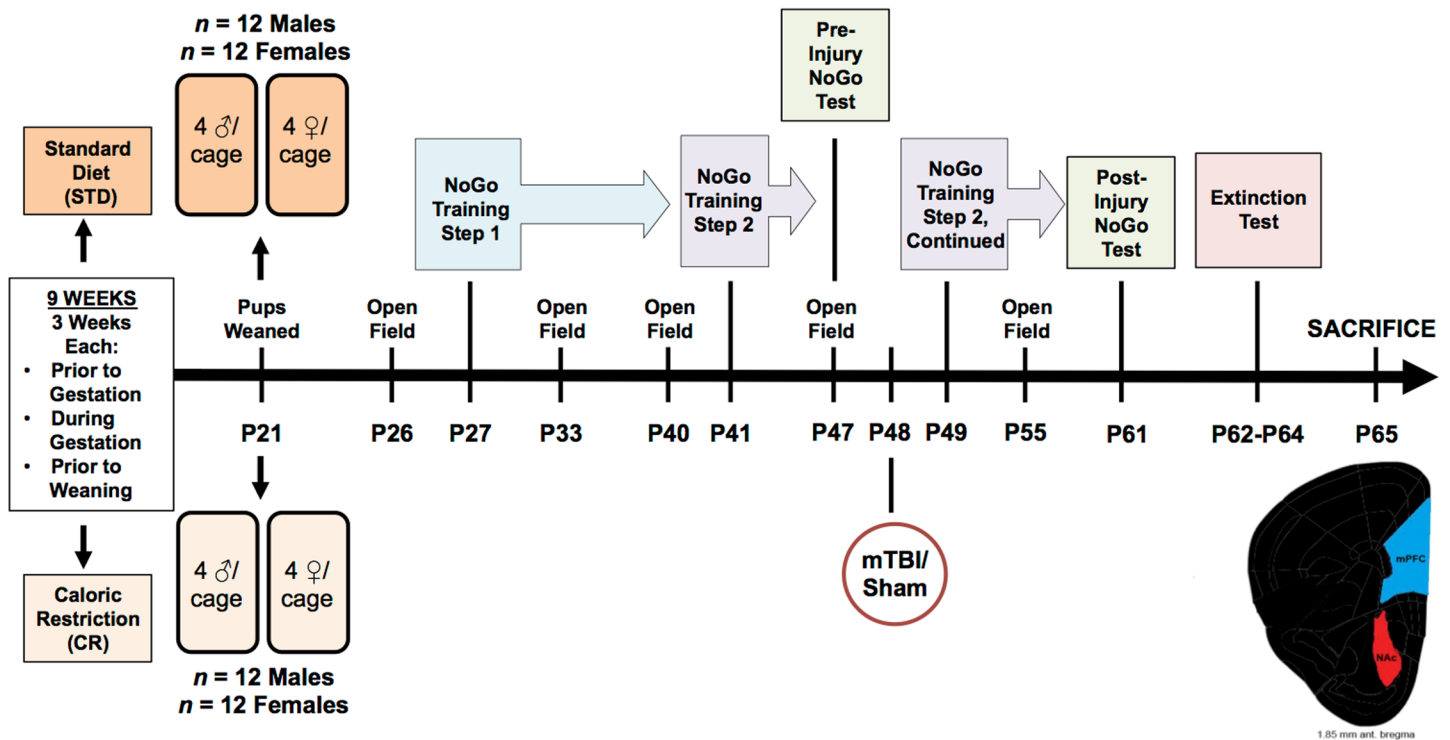 n = 12 Males
n = 12 Females
4 ♂/
cage
4 ♀/
cage
Standard
Diet
(STD)
9 WEEKS
3 Weeks
Each:
• Prior to
Gestation
• During
Gestation
• Prior to
Weaning
Caloric
Restriction
(CR)
4 ♂/
cage
4 ♀/
cage
n = 12 Males
n = 12 Females
Pups
Weaned
Open
Field
NoGo
Training
Step 1
Open
Field
Open
Field
NoGo
Training
Step 2
Pre-
Injury
NoGo
Test
Open
Field
NoGo
Training
Step 2,
Continued
Open
Field
Post-
Injury
NoGo
Test
Extinction
Test
SACRIFICE
P21
P26
P27
P33
P40
P41
P47
P48
P49
P55
P61
P62-P64
P65
mTBI/
Sham
mPFC
NAc
1.85 mm ant. bregma